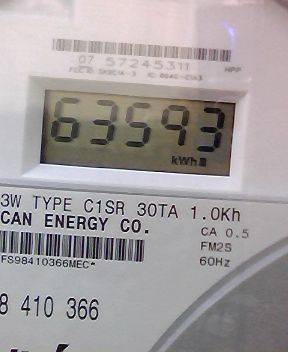 07 57245311 HPP
63593
kWh
3W TYPE C1SR 30TA 1.0Kh
CAN ENERGY CO.
CA 0.5
FM2S
FS98410366MEC*
60Hz
8 410 366